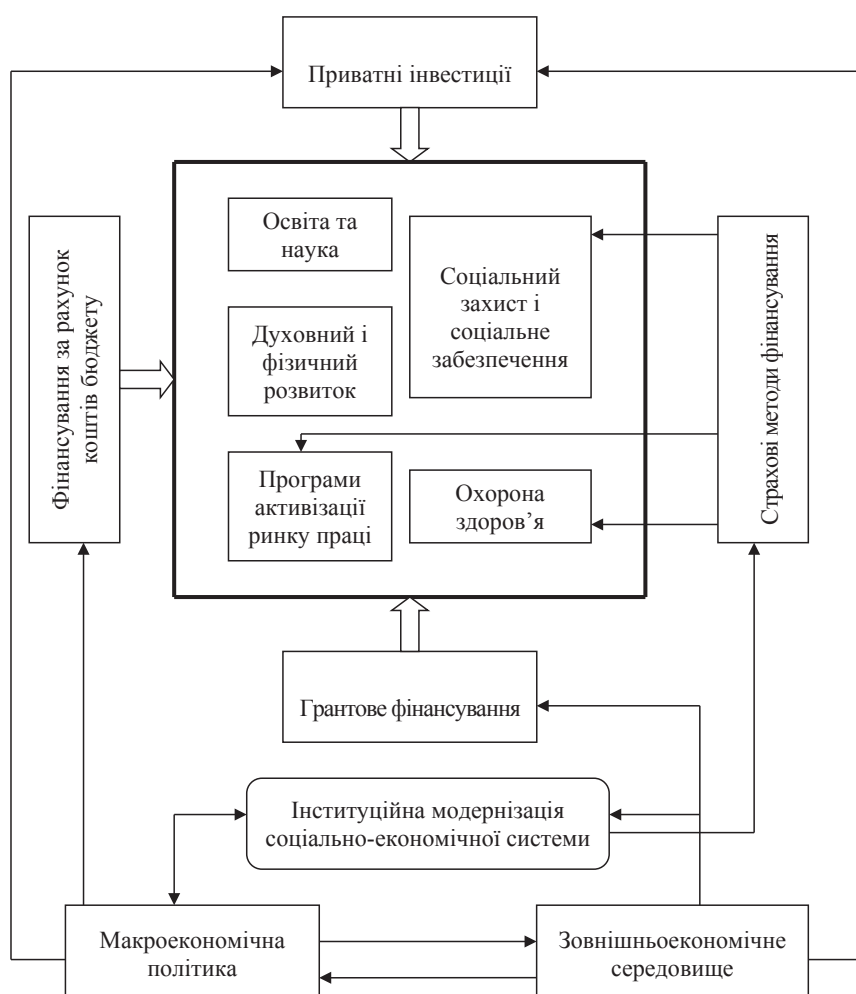 Приватні інвестиції
Фінансування за рахунок
коштів бюджету
Освіта та
наука
Духовний і
фізичний
розвиток
Програми
активізації
ринку праці
Соціальний
захист і
соціальне
забезпечення
Охорона
здоров’я
Страхові методи фінансування
Грантове фінансування
Інституційна модернізація
соціально-економічної системи
Макроекономічна
політика
Зовнішньоекономічне
середовище